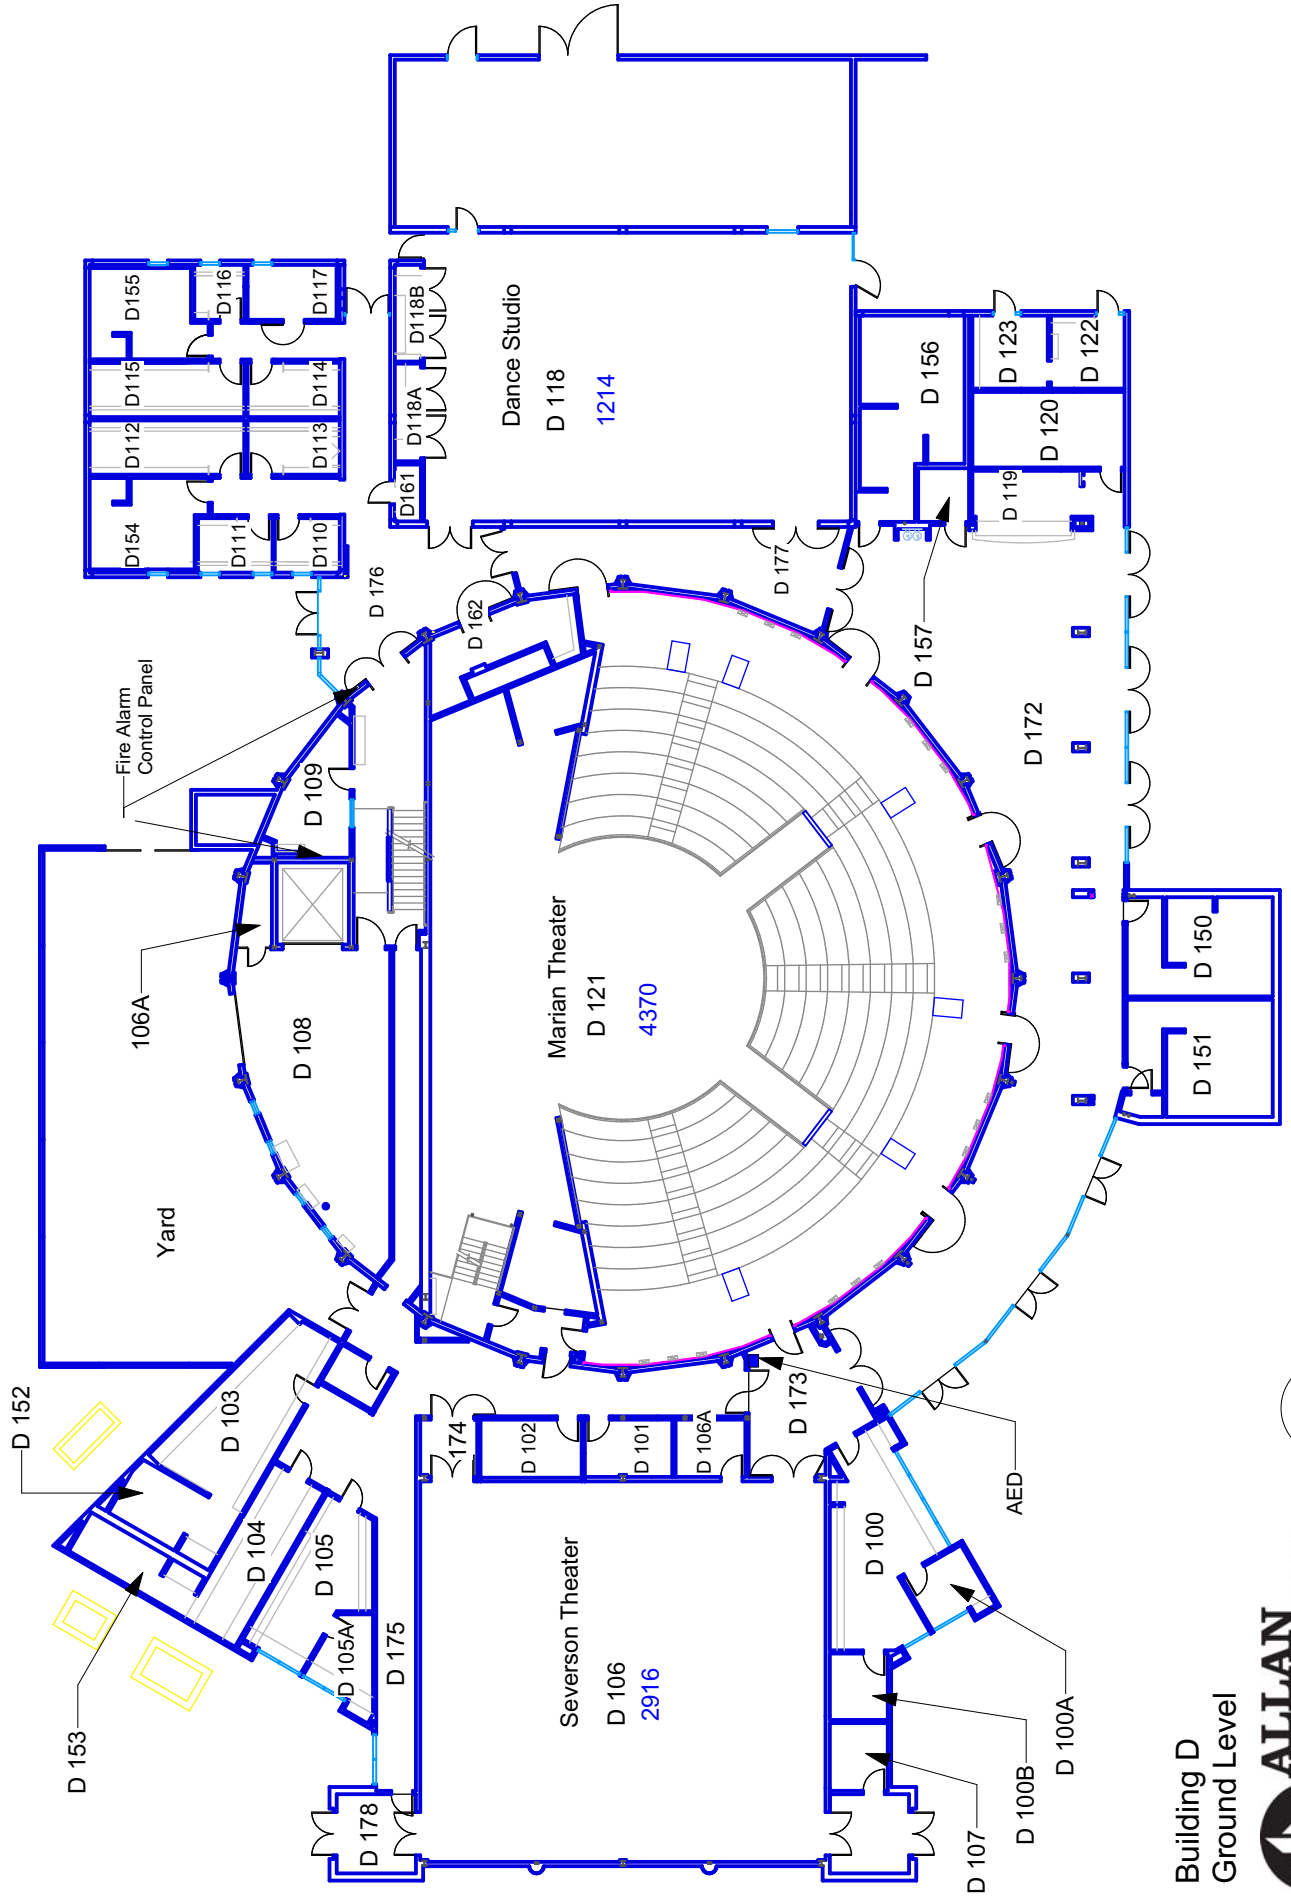 D155
D116
D117
D115
D114
D112
D113
D154
D111
D110
D118B
D118A
D161
Dance Studio
D 118
1214
D 156
D 123
D 122
D 120
D 119
D 157
D 177
D 176
D 162
Fire Alarm
Control Panel
D 109
106A
D 108
Yard
Marian Theater
D 121
4370
D 172
D 150
D 151
D 152
D 103
D 153
D 104
D 105
D 105A
D 175
174
D 102
D 101
D 106A
D 173
AED
D 100
D 100A
D 100B
D 107
D 178
Severson Theater
D 106
2916
Building D
Ground Level
ALLAN